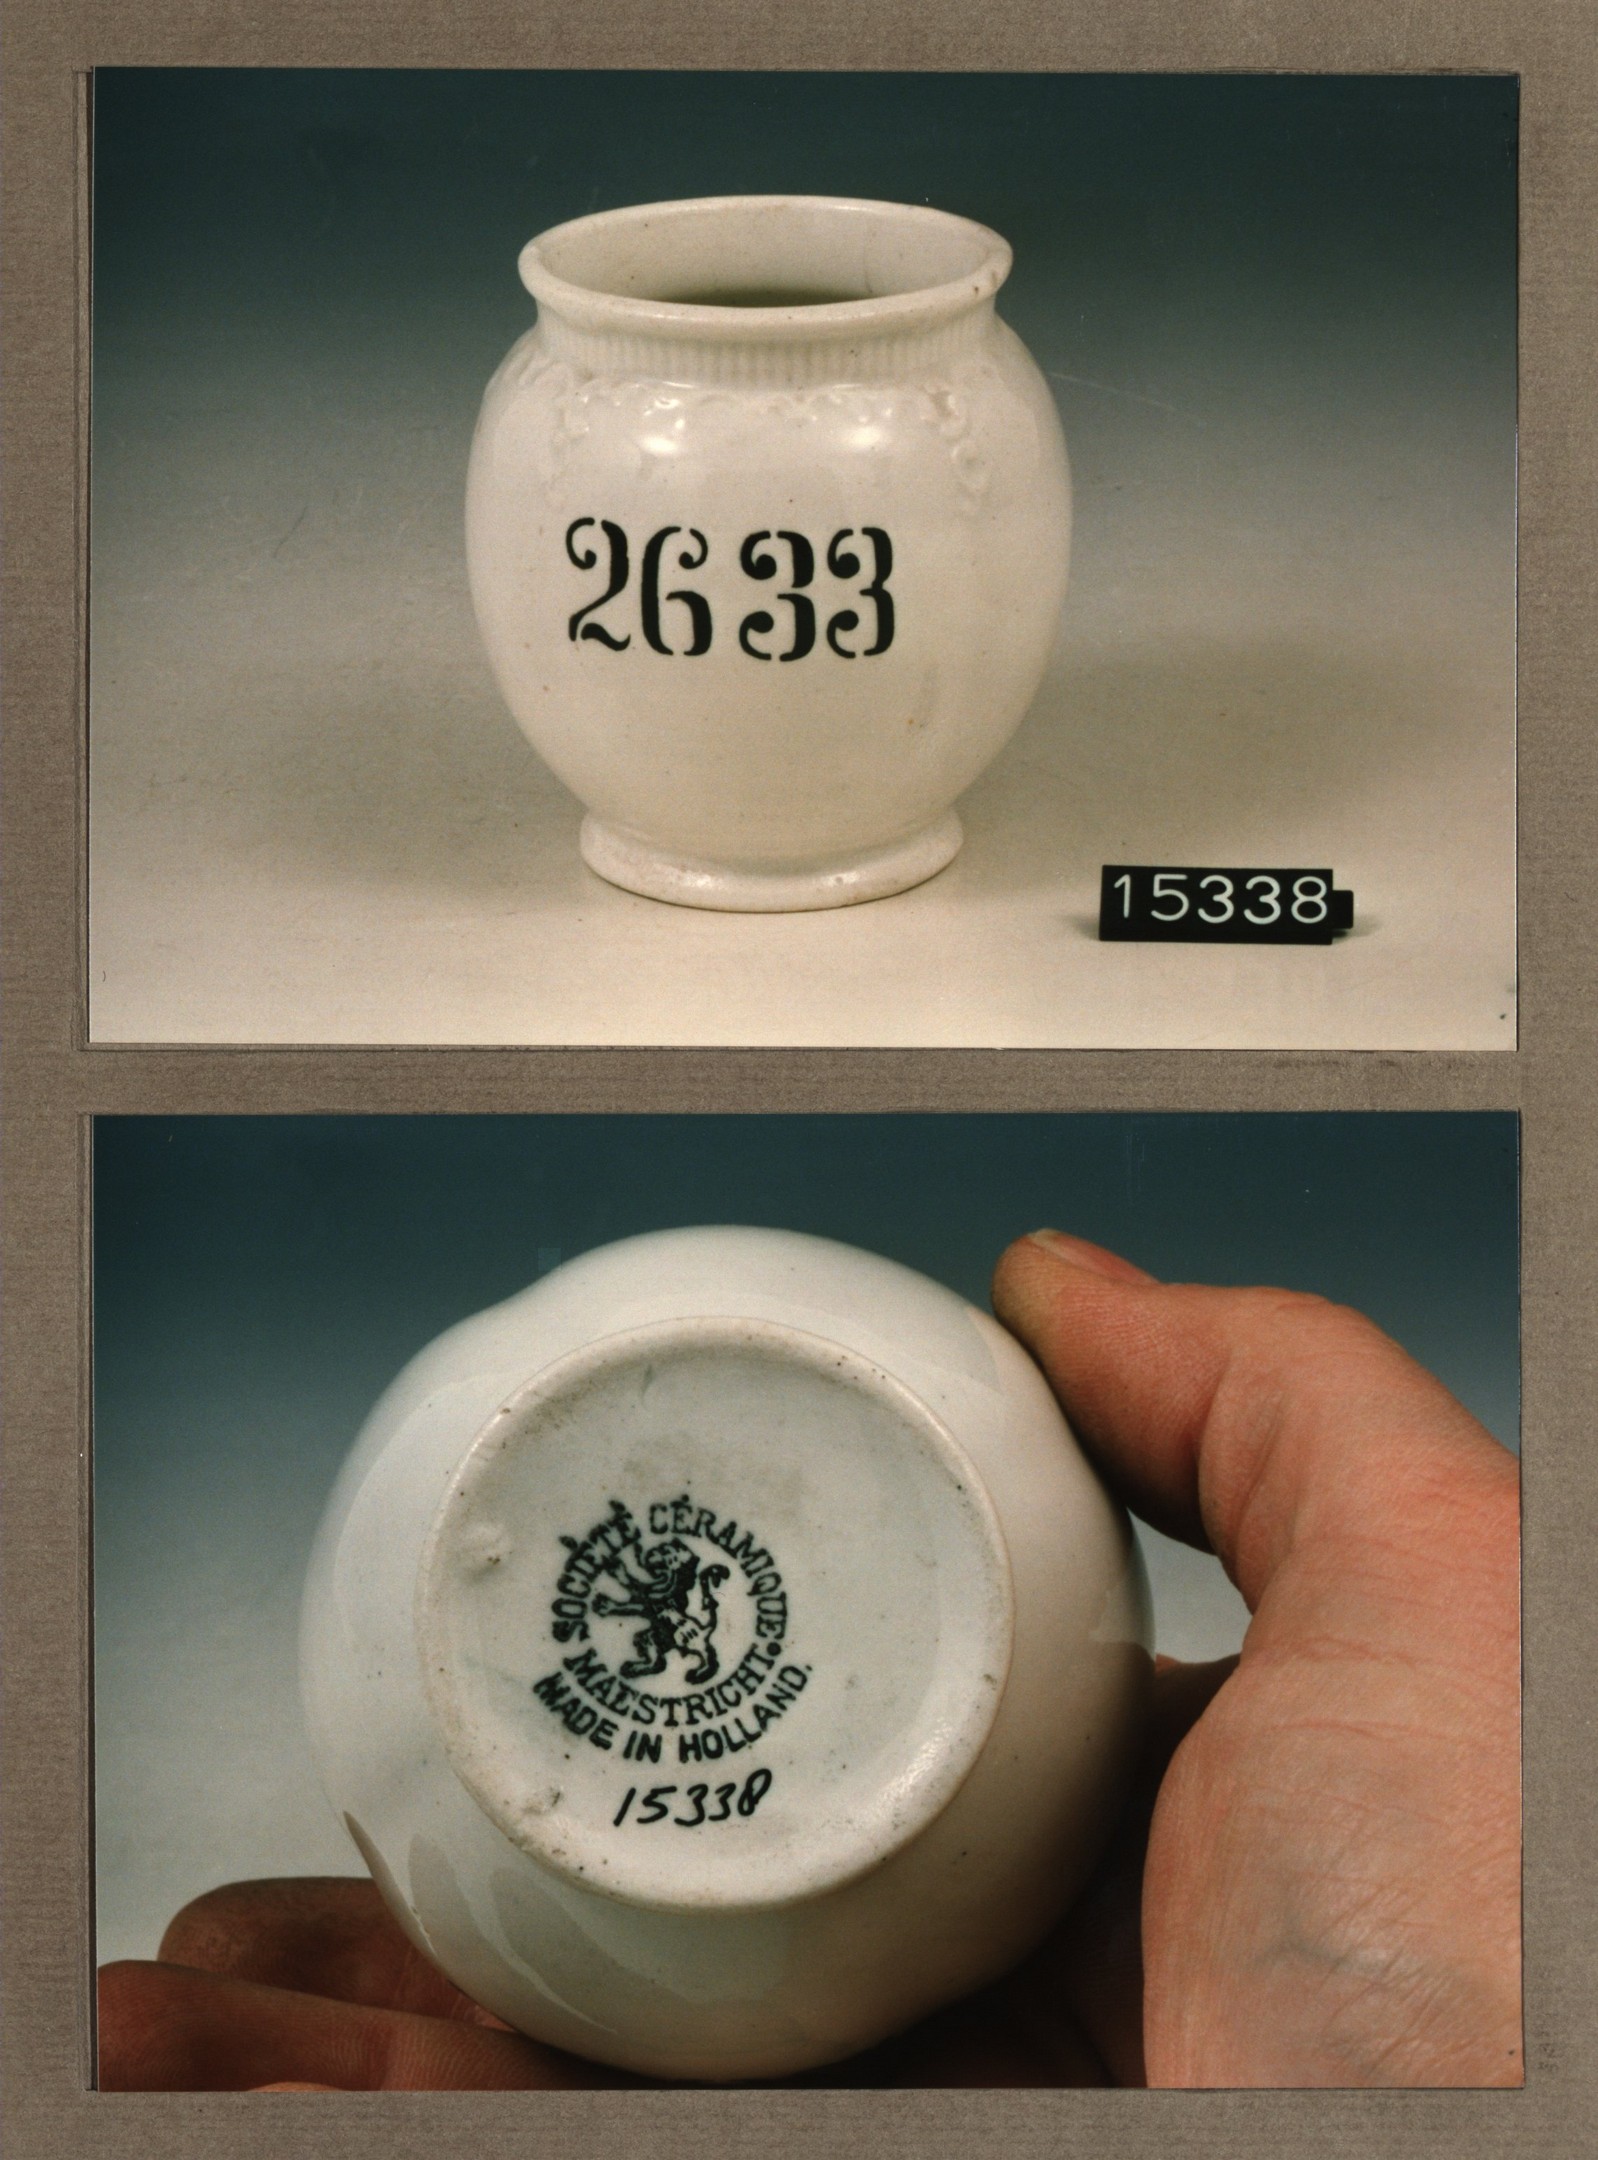 2633
15338
SOCIÉTÉ CÉRAMIQUE.
MAESTRICHT.
MADE IN HOLLAND.
15338